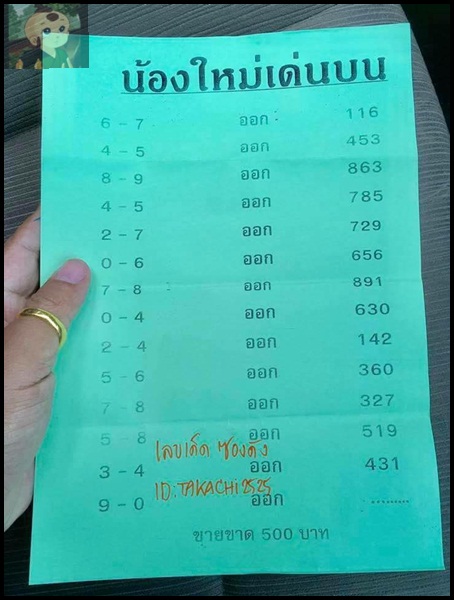 น้องใหม่เด่นบน
6 - 7 ออก 116
4 - 5 ออก 453
8 - 9 ออก 863
4 - 5 ออก 785
2 - 7 ออก 729
0 - 6 ออก 656
7 - 8 ออก 891
0 - 4 ออก 630
2 - 4 ออก 142
5 - 6 ออก 360
7 - 8 ออก 327
5 - 8 ออก 519
เลขเด็ด ซองดัง
3 - 4 ออก 431
ID:TAKACHI2525
9 - 0 ออก ........
ขายขาด 500 บาท